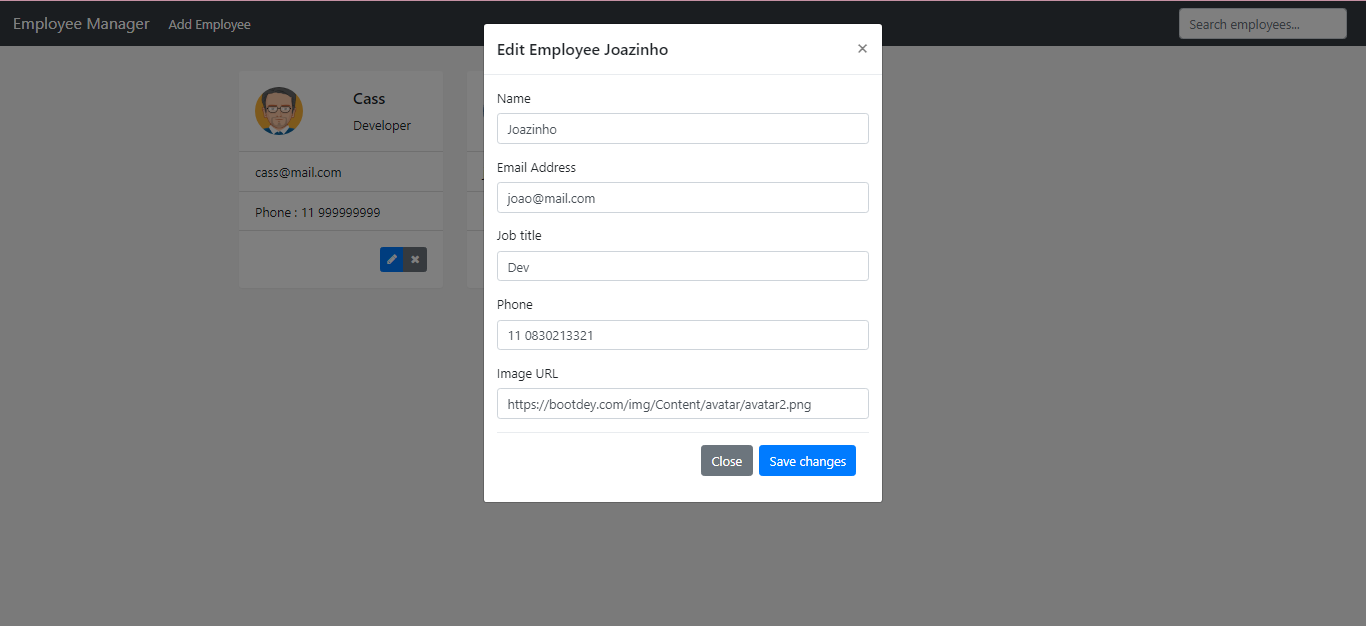 Employee Manager Add Employee Search employees...
Cass
Developer
cass@mail.com
Phone : 11 999999999
Edit Employee Joazinho ×
Name
Joazinho
Email Address
joao@mail.com
Job title
Dev
Phone
11 0830213321
Image URL
https://bootdey.com/img/Content/avatar/avatar2.png
Close Save changes